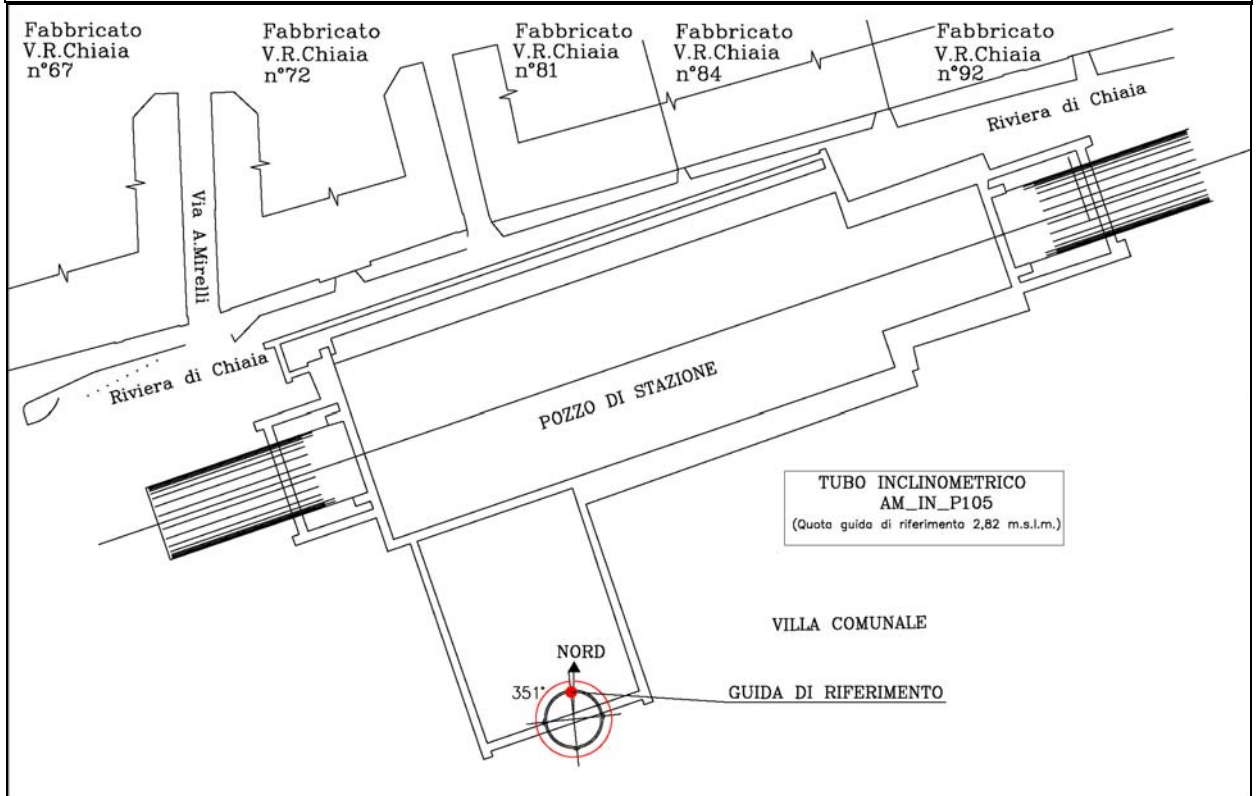 Fabbricato
V.R.Chiaia
n°67
Fabbricato
V.R.Chiaia
n°72
Fabbricato
V.R.Chiaia
n°81
Fabbricato
V.R.Chiaia
n°84
Fabbricato
V.R.Chiaia
n°92
Riviera di Chiaia
Via A.Mirelli
Riviera di Chiaia
POZZO DI STAZIONE
TUBO INCLINOMETRICO
AM_IN_P105
(Quota guida di riferimento 2,82 m.s.l.m.)
VILLA COMUNALE
NORD
351°
GUIDA DI RIFERIMENTO